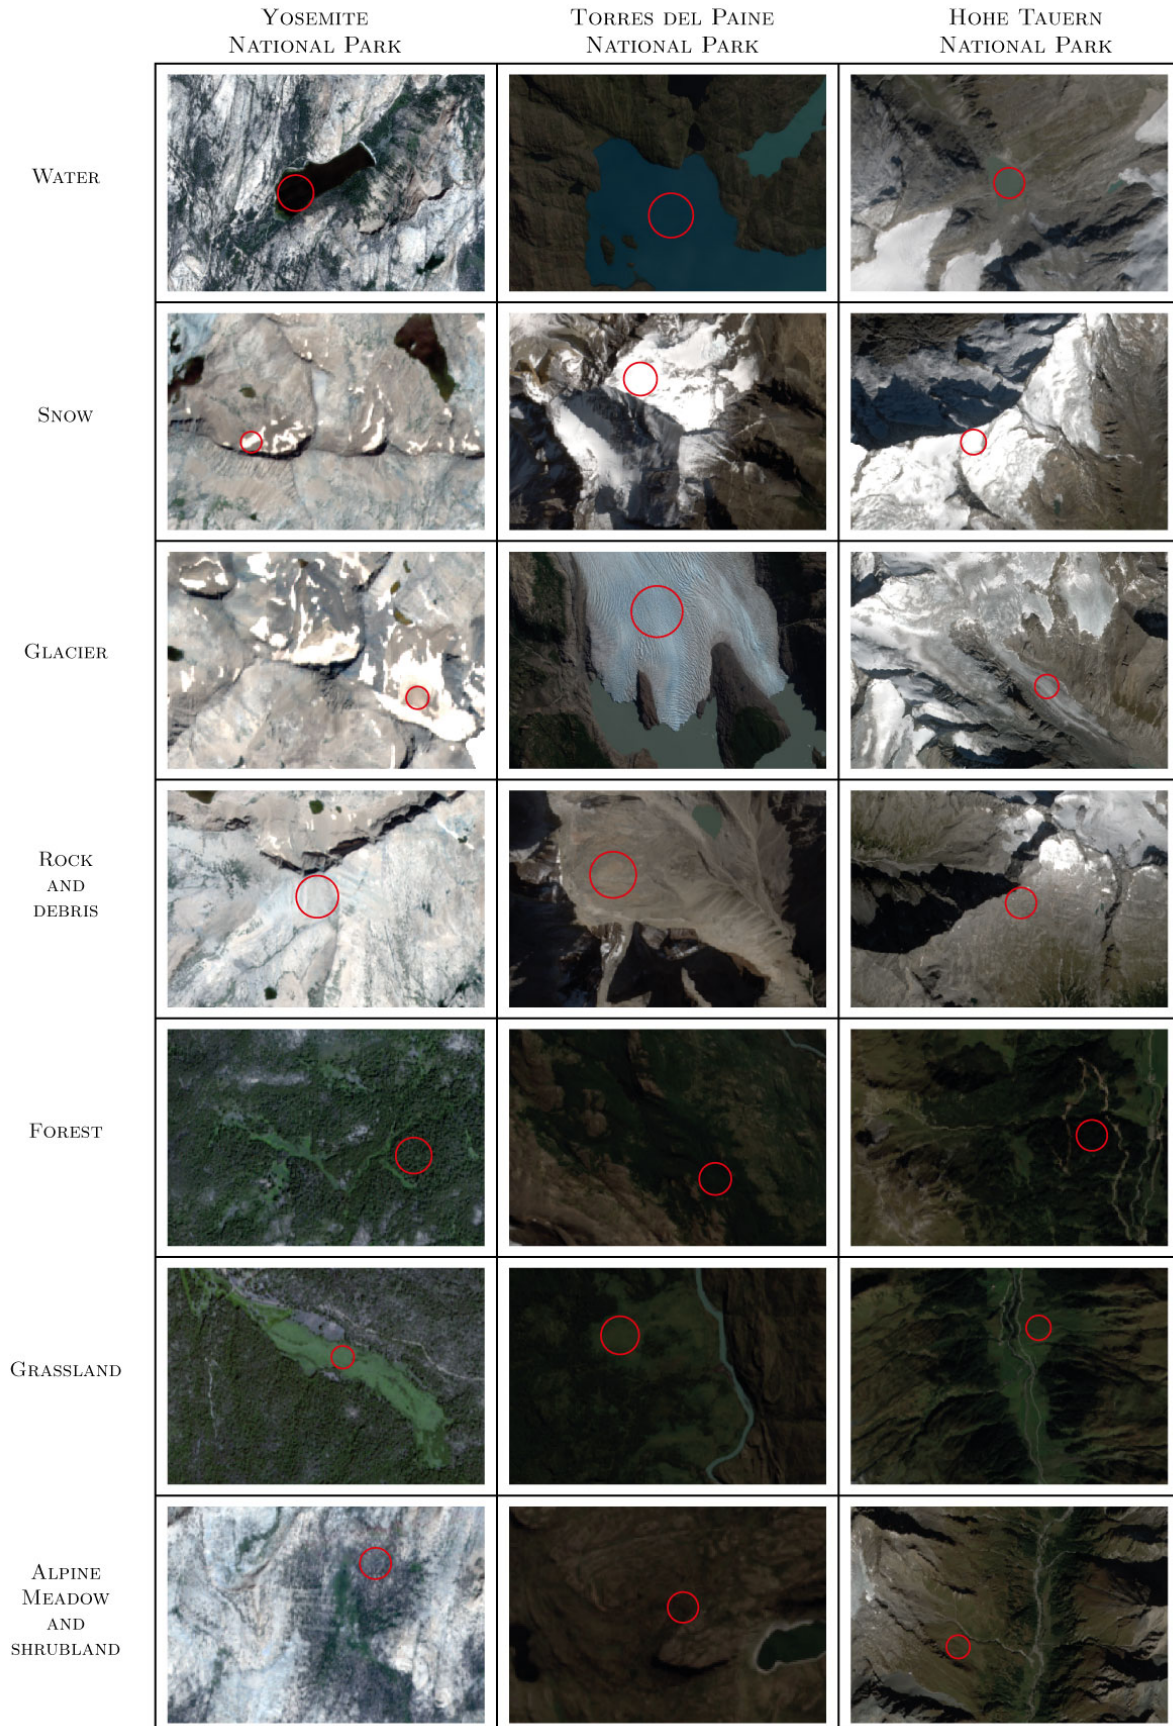 YOSEMITE
NATIONAL PARK
TORRES DEL PAINE
NATIONAL PARK
HOHE TAUERN
NATIONAL PARK
WATER
SNOW
GLACIER
ROCK
AND
DEBRIS
FOREST
GRASSLAND
ALPINE
MEADOW
AND
SHRUBLAND